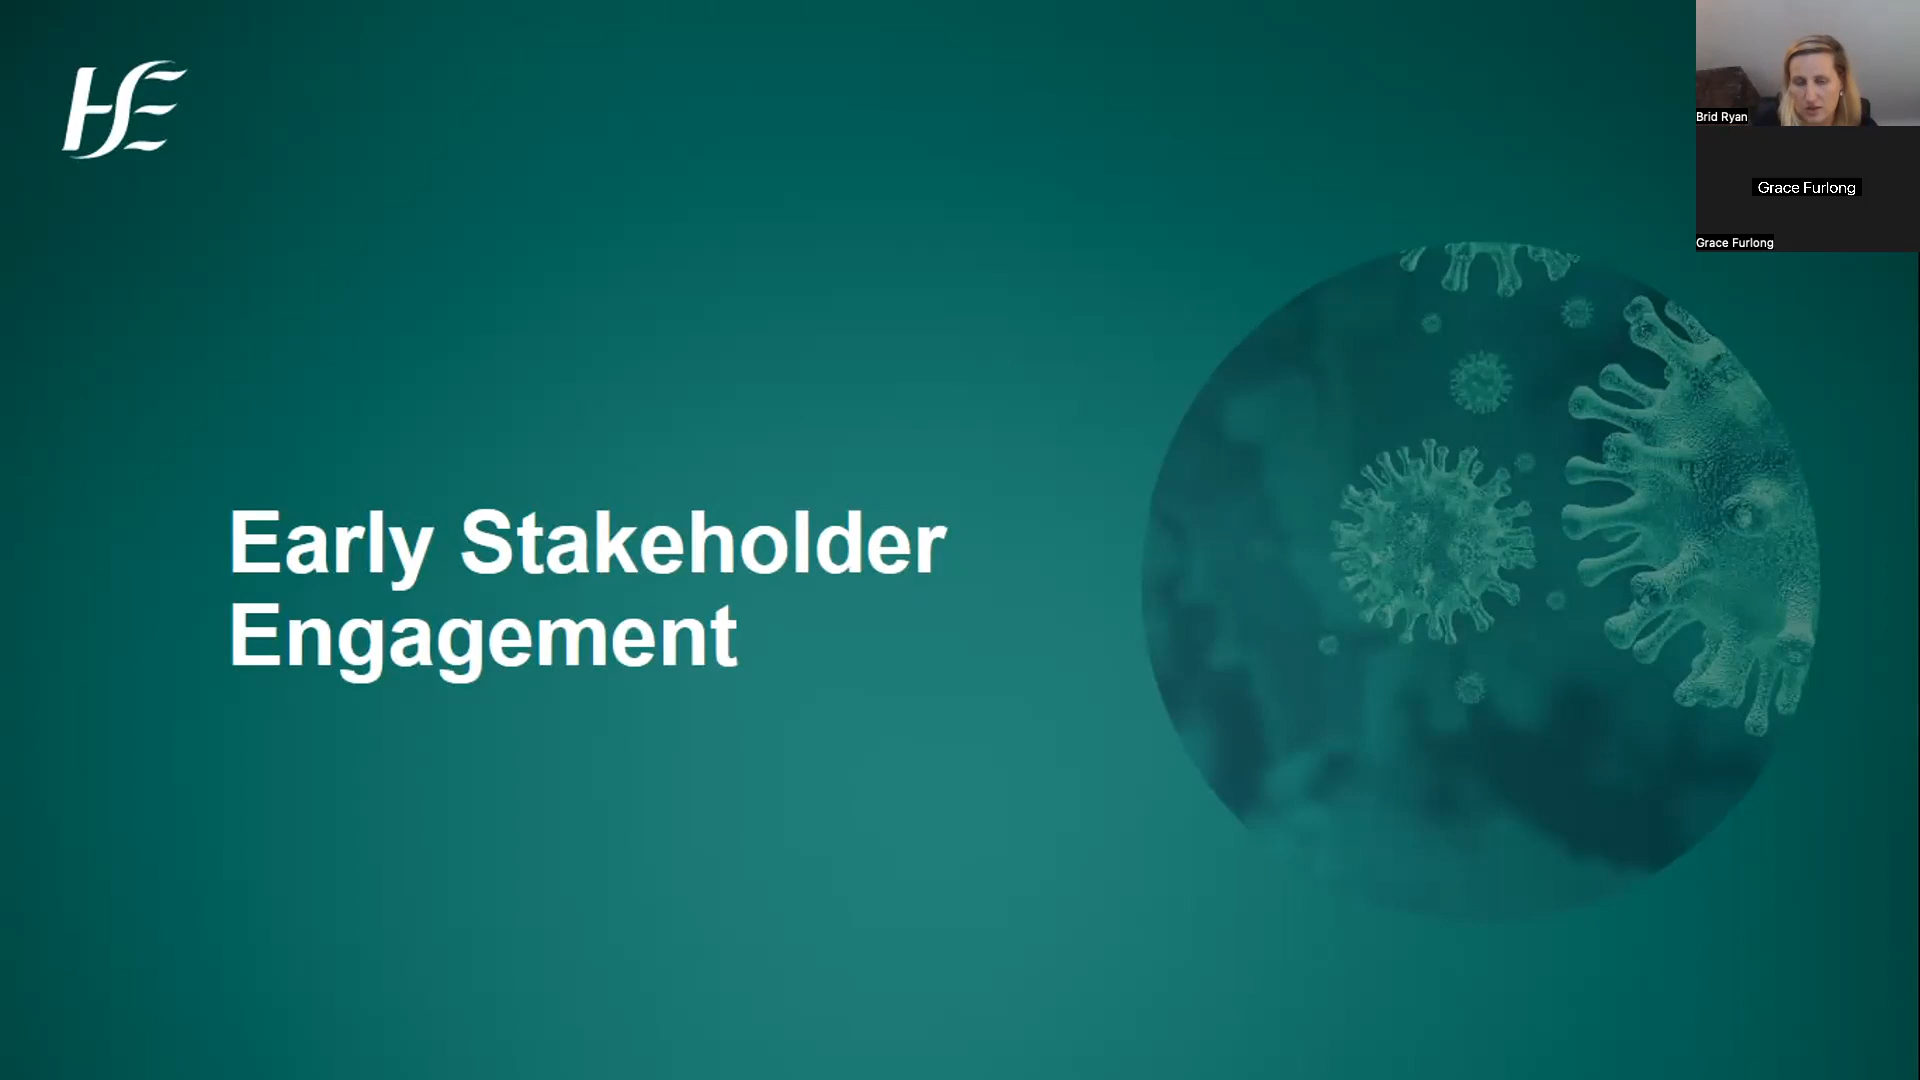 HSE
Early Stakeholder
Engagement
Brid Ryan
Grace Furlong
Grace Furlong